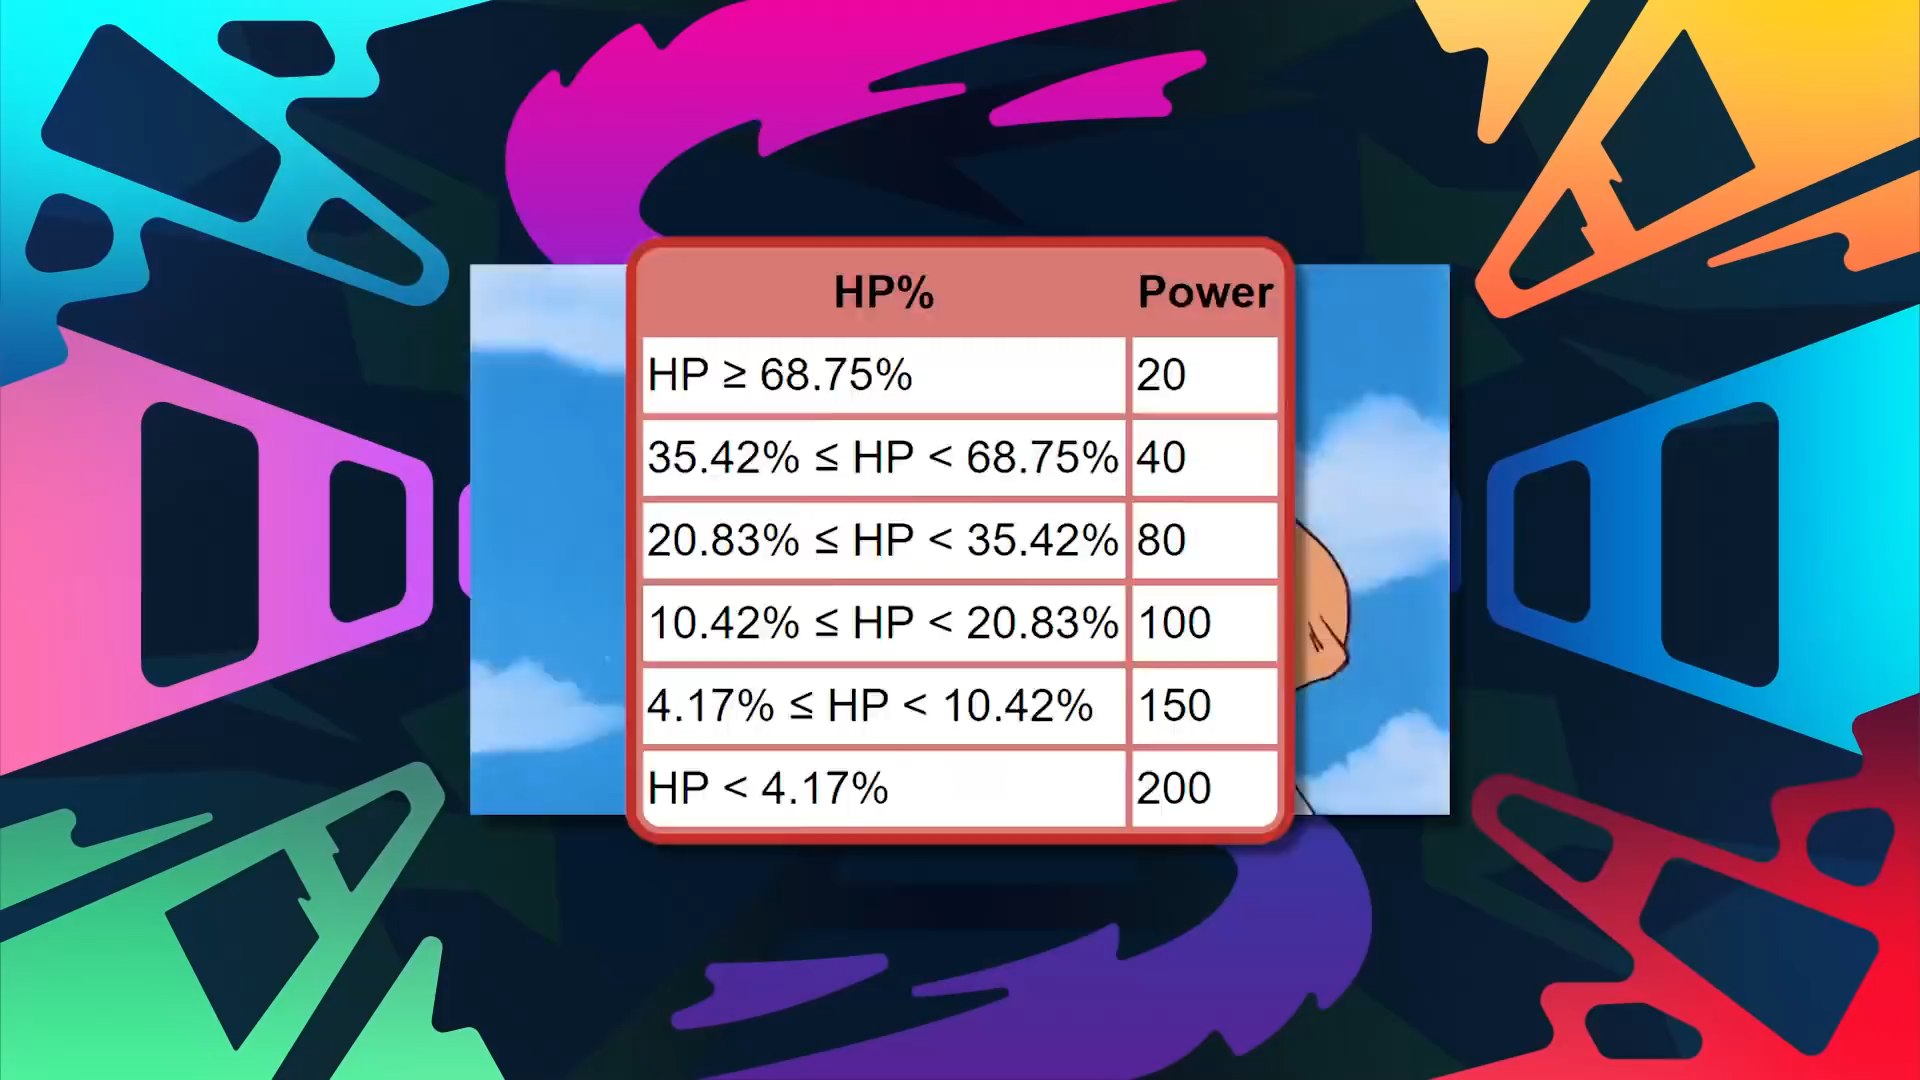 HP% Power
HP ≥ 68.75% 20
35.42% ≤ HP < 68.75% 40
20.83% ≤ HP < 35.42% 80
10.42% ≤ HP < 20.83% 100
4.17% ≤ HP < 10.42% 150
HP < 4.17% 200